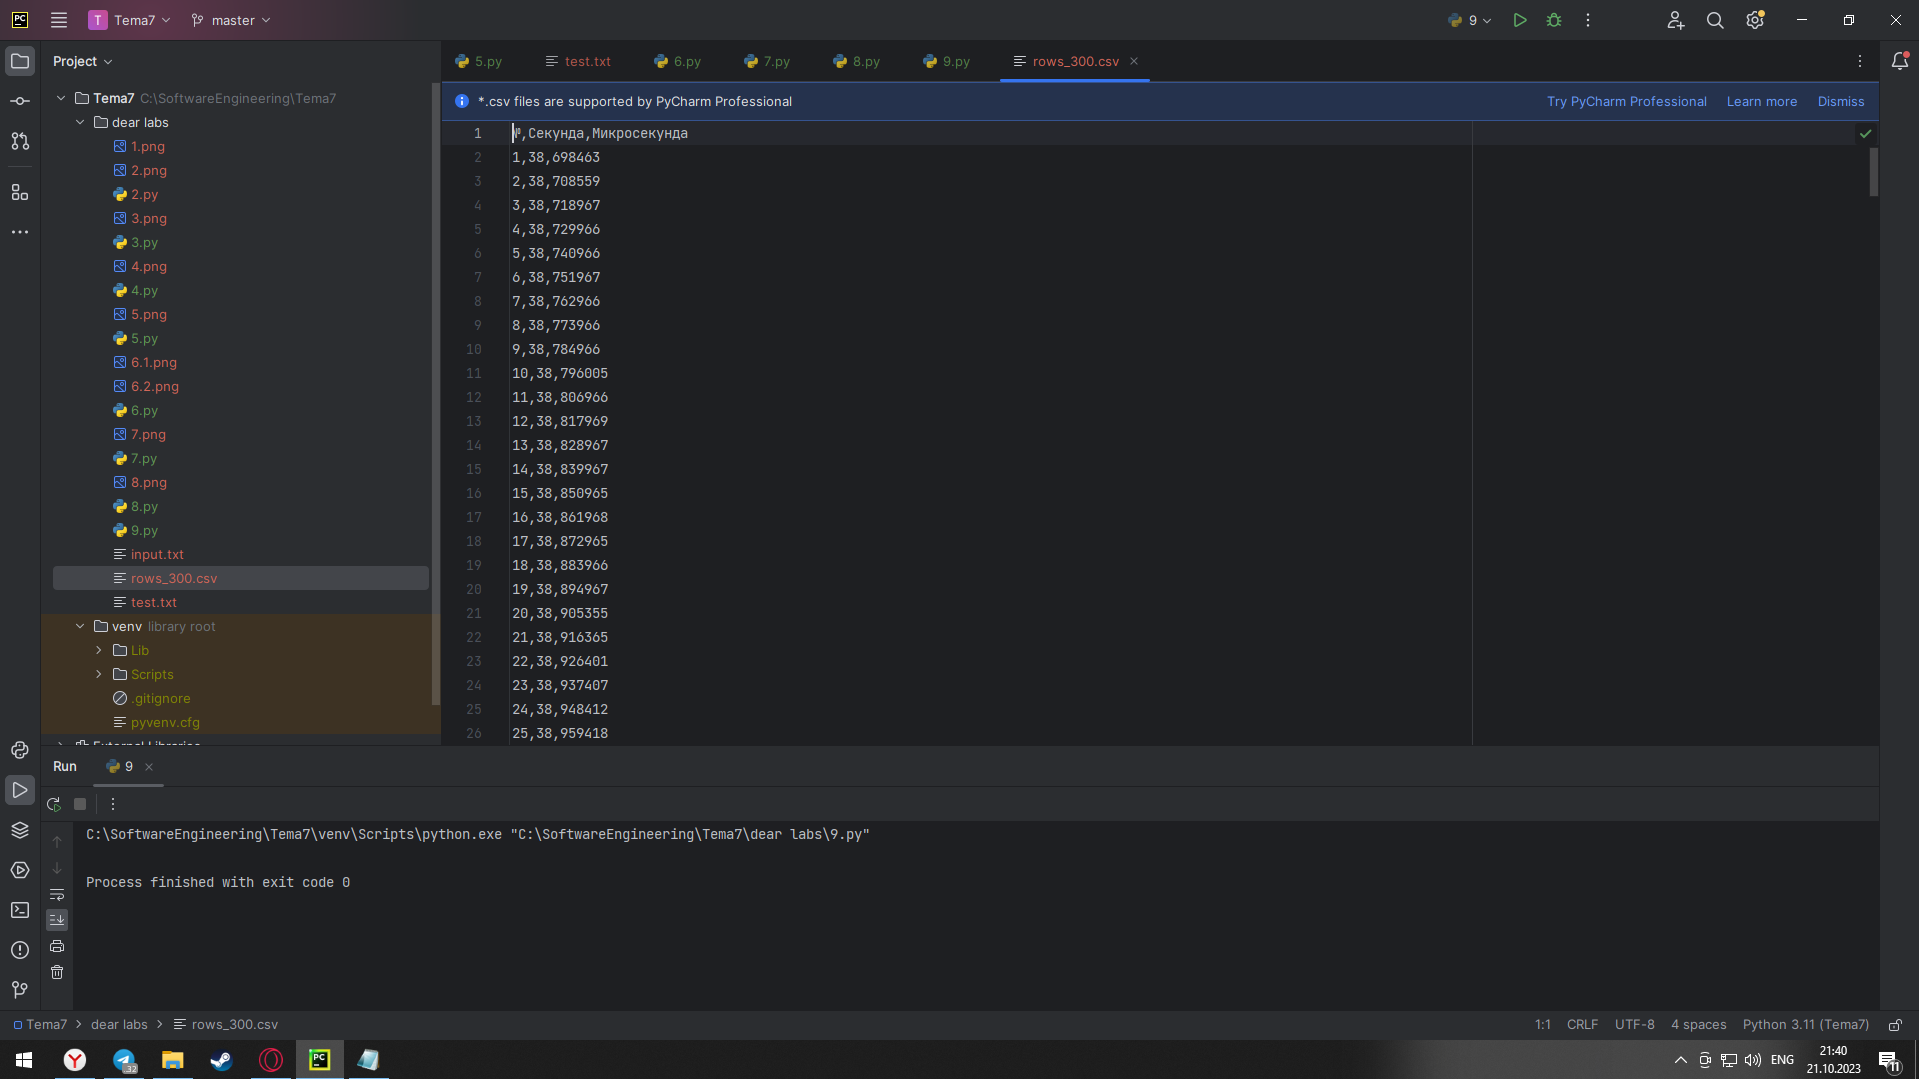 PC
T Tema7 master
9
Project
5.py test.txt 6.py 7.py 8.py 9.py rows_300.csv
*.csv files are supported by PyCharm Professional Try PyCharm Professional Learn more Dismiss
Tema7 C:\SoftwareEngineering\Tema7
dear labs
1.png
2.png
2.py
3.png
3.py
4.png
4.py
5.png
5.py
6.1.png
6.2.png
6.py
7.png
7.py
8.png
8.py
9.py
input.txt
rows_300.csv
test.txt
venv library root
Lib
Scripts
.gitignore
pyvenv.cfg
External Libraries
1 №,Секунда,Микросекунда
2 1,38,698463
3 2,38,708559
4 3,38,718967
5 4,38,729966
6 5,38,740966
7 6,38,751967
8 7,38,762966
9 8,38,773966
10 9,38,784966
11 10,38,796005
12 11,38,806966
13 12,38,817969
14 13,38,828967
15 14,38,839967
16 15,38,850965
17 16,38,861968
18 17,38,872965
19 18,38,883966
20 19,38,894967
21 20,38,905355
22 21,38,916365
23 22,38,926401
24 23,38,937407
25 24,38,948412
26 25,38,959418
Run 9
C:\SoftwareEngineering\Tema7\venv\Scripts\python.exe "C:\SoftwareEngineering\Tema7\dear labs\9.py"
Process finished with exit code 0
Tema7 dear labs rows_300.csv 1:1 CRLF UTF-8 4 spaces Python 3.11 (Tema7)
32 PC ENG 21:40
21.10.2023
11